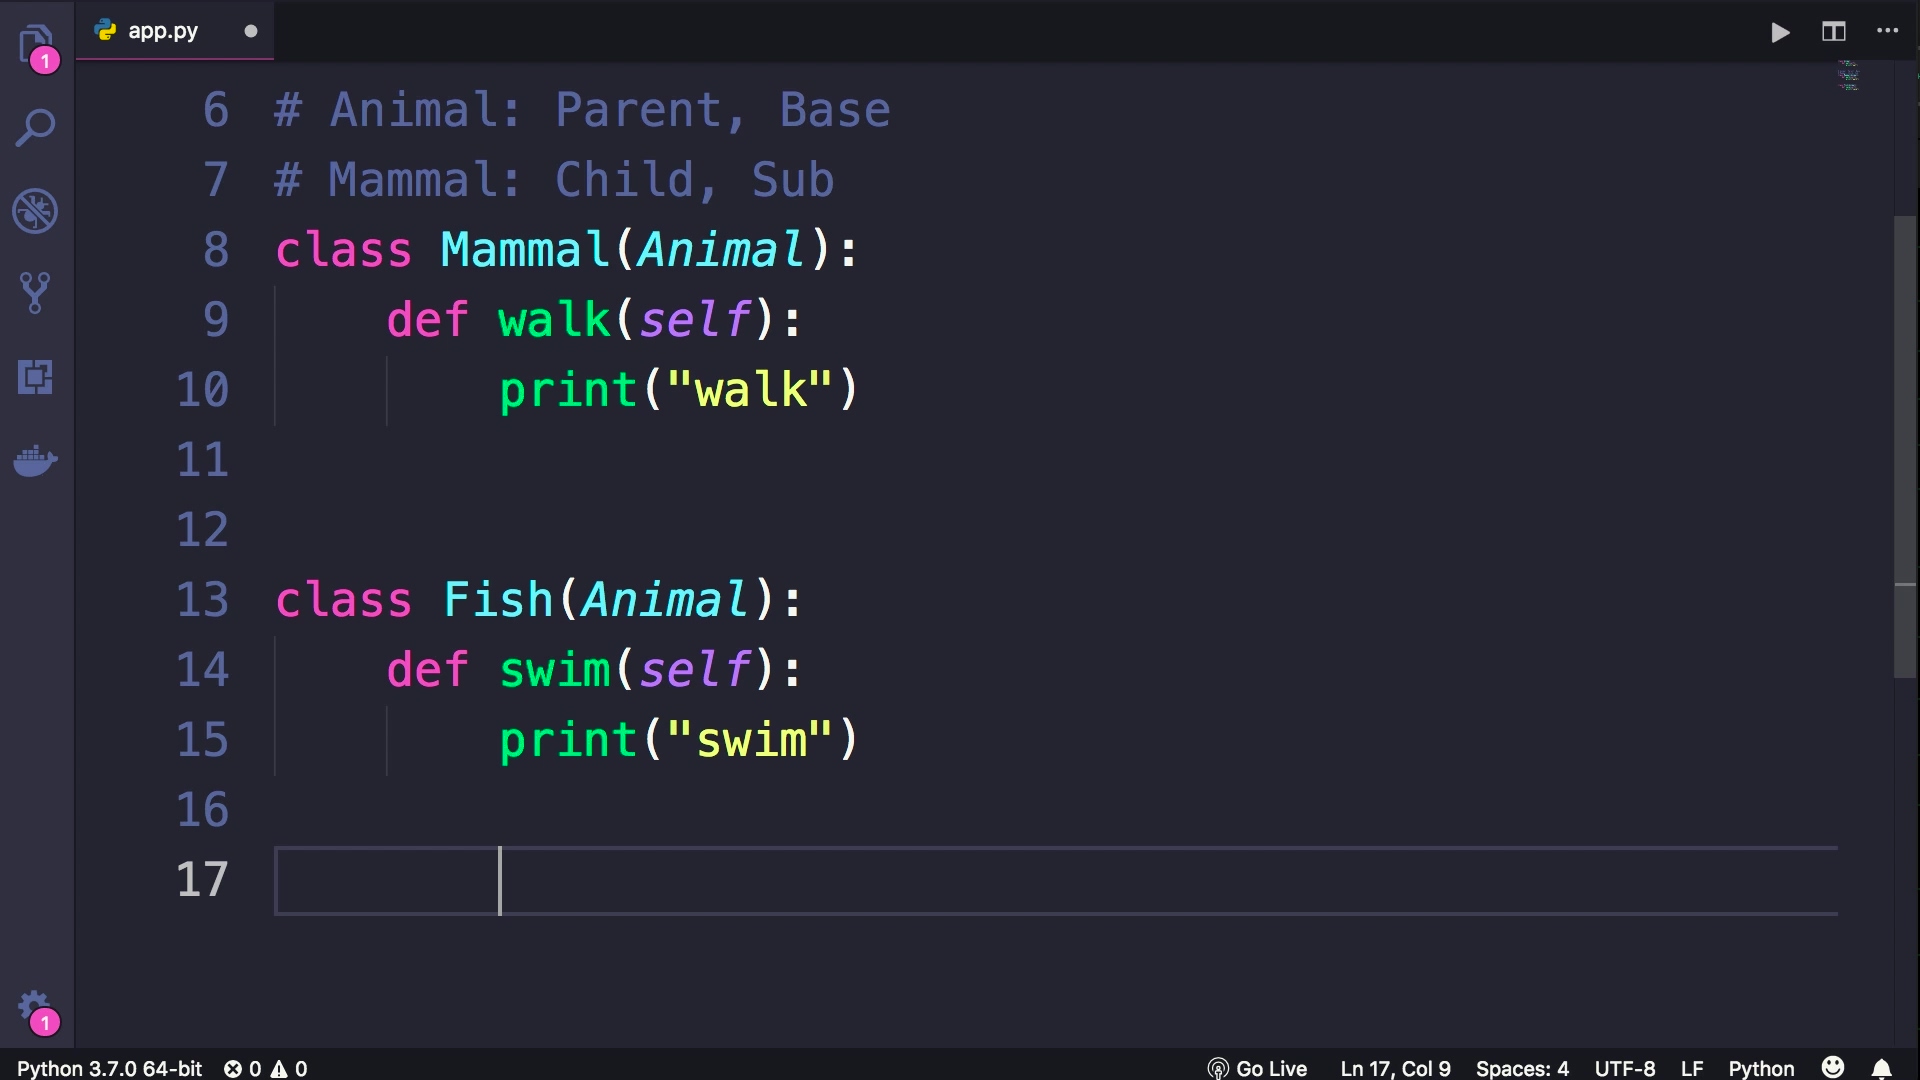 1
app.py
6 # Animal: Parent, Base
7 # Mammal: Child, Sub
8 class Mammal(Animal):
9     def walk(self):
10         print("walk")
11
12
13 class Fish(Animal):
14     def swim(self):
15         print("swim")
16
17
1
Python 3.7.0 64-bit 0 0 Go Live Ln 17, Col 9 Spaces: 4 UTF-8 LF Python